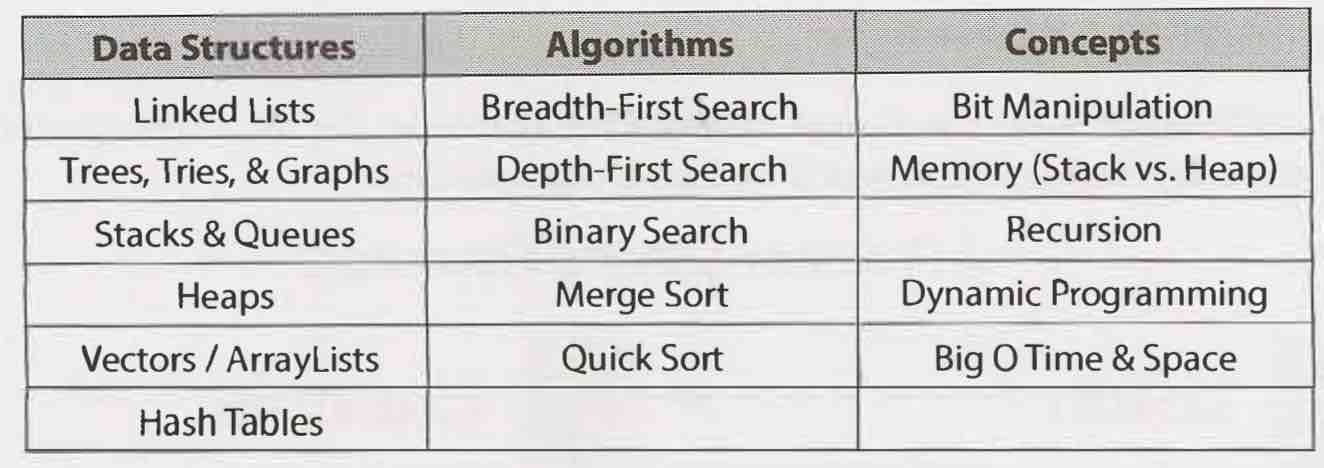 Data Structures Algorithms Concepts
Linked Lists Breadth-First Search Bit Manipulation
Trees, Tries, & Graphs Depth-First Search Memory (Stack vs. Heap)
Stacks & Queues Binary Search Recursion
Heaps Merge Sort Dynamic Programming
Vectors / ArrayLists Quick Sort Big O Time & Space
Hash Tables